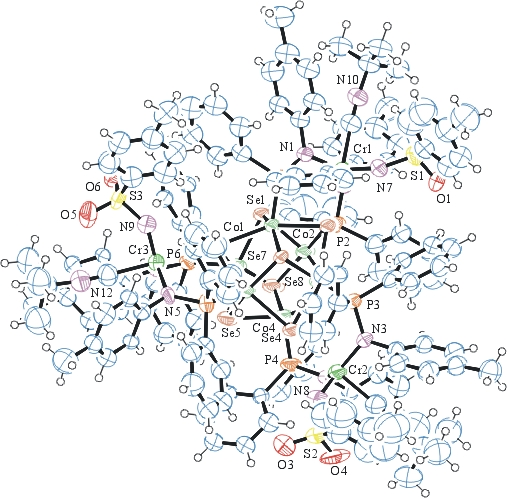 N10
N1
Cr1
N7
S1
O1
O6
S3
O5
N9
Se1
Co1
Co2
P2
Cr3
P6
Se7
Se8
N12
N5
P3
Se5
Co4
Se4
N3
P4
Cr2
N8
S2
O3
O4